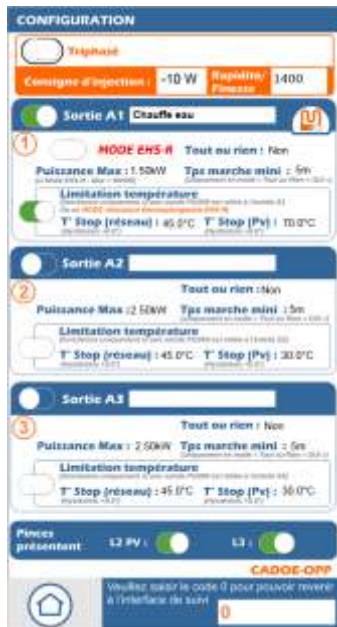 CONFIGURATION
Triphasé
Consigne d'injection : -10 W Rapidité/Finesse 1400
Sortie A1 Chauffe eau
1
MODE EHS-R Tout ou rien : Non
Puissance Max : 1.50kW Tps marche mini : 5m
Limitation température
T° Stop (réseau) : 45.0°C T° Stop (Pv) : 70.0°C
Sortie A2
2
Tout ou rien : Non
Puissance Max : 2.50kW Tps marche mini : 5m
Limitation température
T° Stop (réseau) : 45.0°C T° Stop (Pv) : 30.0°C
Sortie A3
3
Tout ou rien : Non
Puissance Max : 2.50kW Tps marche mini : 5m
Limitation température
T° Stop (réseau) : 45.0°C T° Stop (Pv) : 30.0°C
Pinces présentent L2 PV : L3 :
CADOE-OPP
Veuillez saisir le code 0 pour pouvoir revenir
à l'interface de suivi
0